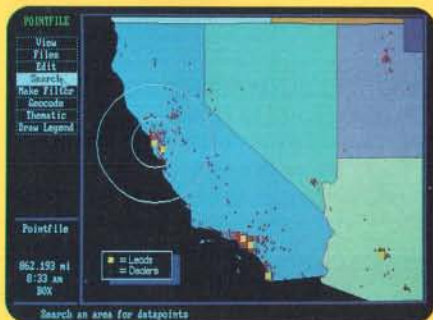 POINTFILE
View
Files
Edit
Search
Make Filter
Geocode
Thematic
Draw Legend
Pointfile
862.193 mi
8:33 am
BOX
= Leads
= Dealers
Search an area for datapoints